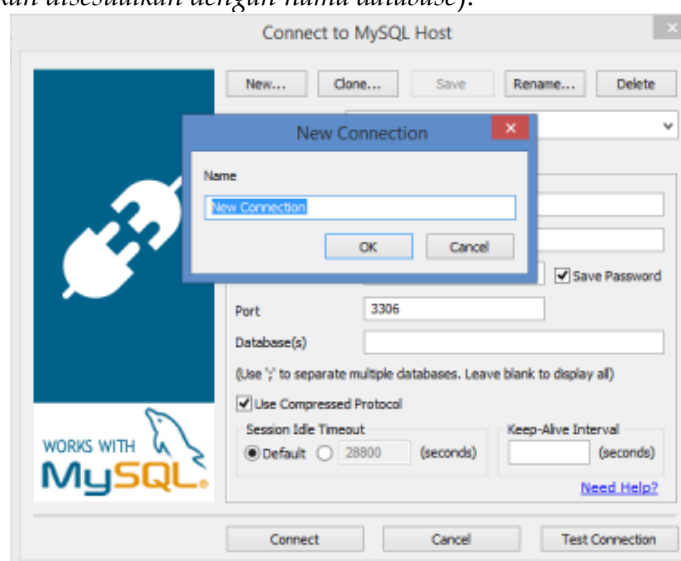 kan disesuaikan dengan nama database).
Connect to MySQL Host
New... Clone... Save Rename... Delete
New Connection
Name
New Connection
OK Cancel
Save Password
Port 3306
Database(s)
(Use ';' to separate multiple databases. Leave blank to display all)
Use Compressed Protocol
Session Idle Timeout Keep-Alive Interval
Default 28800 (seconds) (seconds)
WORKS WITH
MySQL.
Need Help?
Connect Cancel Test Connection